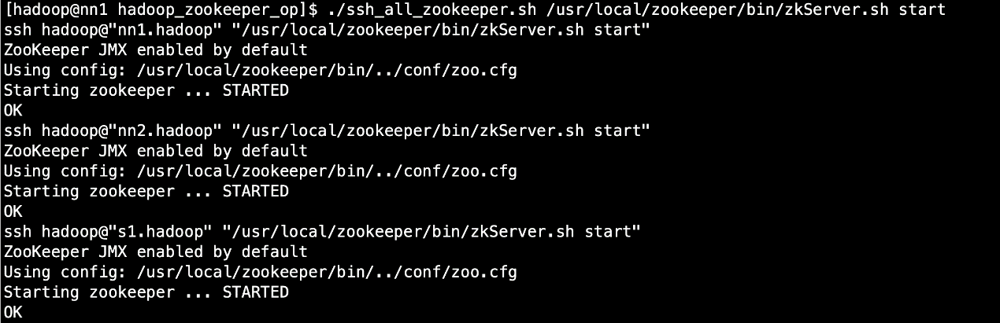 [hadoop@nn1 hadoop_zookeeper_op]$ ./ssh_all_zookeeper.sh /usr/local/zookeeper/bin/zkServer.sh start
ssh hadoop@"nn1.hadoop" "/usr/local/zookeeper/bin/zkServer.sh start"
ZooKeeper JMX enabled by default
Using config: /usr/local/zookeeper/bin/../conf/zoo.cfg
Starting zookeeper ... STARTED
OK
ssh hadoop@"nn2.hadoop" "/usr/local/zookeeper/bin/zkServer.sh start"
ZooKeeper JMX enabled by default
Using config: /usr/local/zookeeper/bin/../conf/zoo.cfg
Starting zookeeper ... STARTED
OK
ssh hadoop@"s1.hadoop" "/usr/local/zookeeper/bin/zkServer.sh start"
ZooKeeper JMX enabled by default
Using config: /usr/local/zookeeper/bin/../conf/zoo.cfg
Starting zookeeper ... STARTED
OK